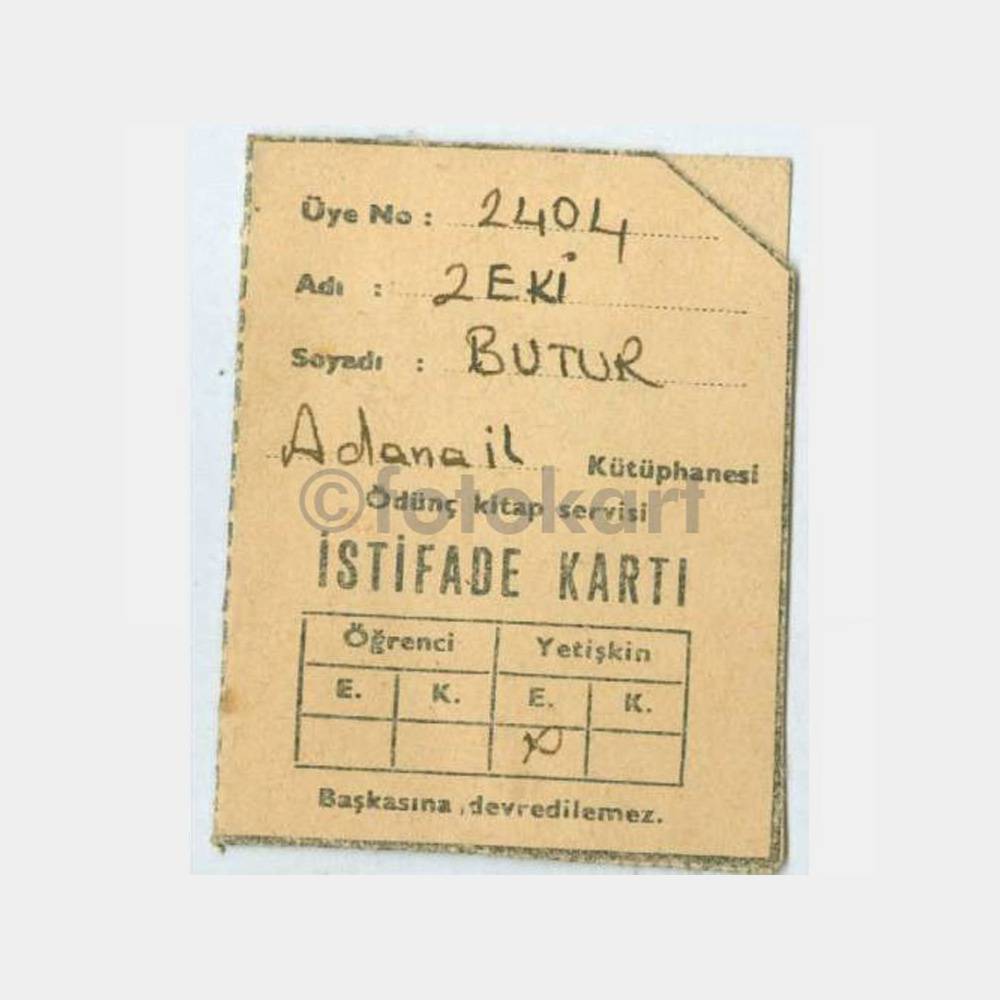 Üye No : 2404
Adı : ZEKİ
Soyadı : BUTUR
Adana il Kütüphanesi
©fotokart
Ödünç kitap servisi
İSTİFADE KARTI
Öğrenci Yetişkin
E. K. E. K.
x
Başkasına devredilemez.